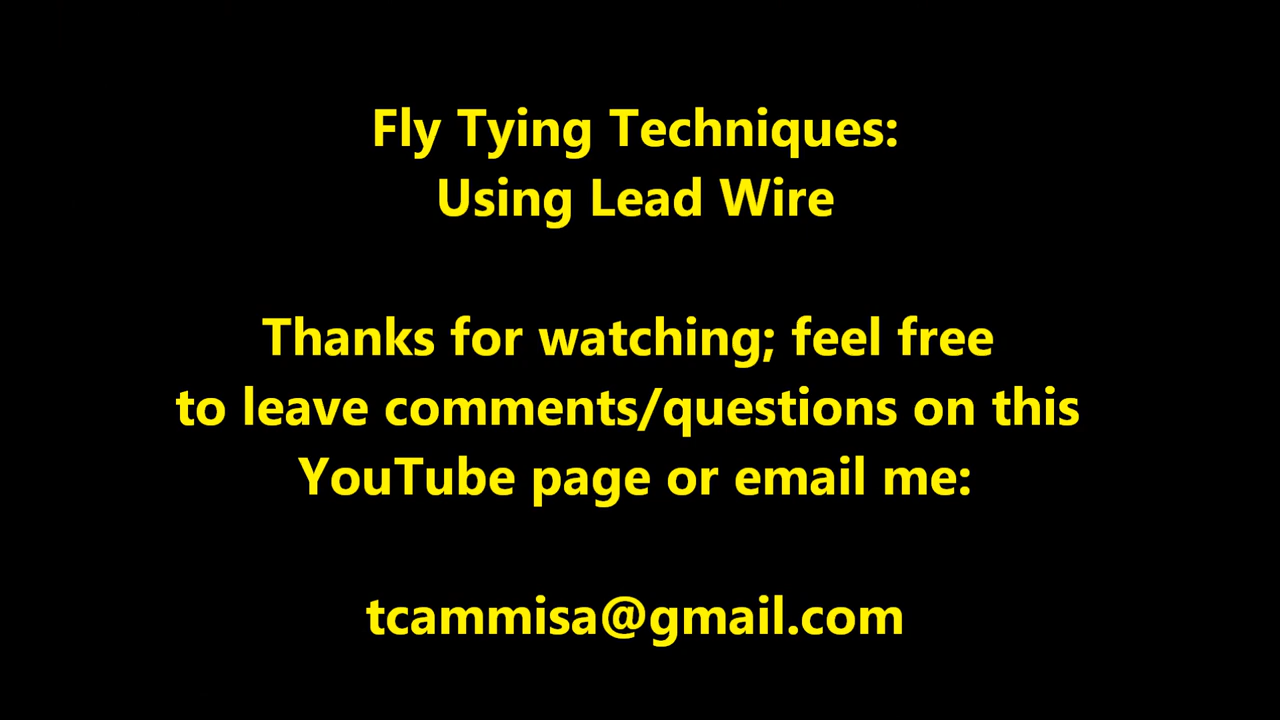 Fly Tying Techniques:
Using Lead Wire
Thanks for watching; feel free
to leave comments/questions on this
YouTube page or email me:
tcammisa@gmail.com